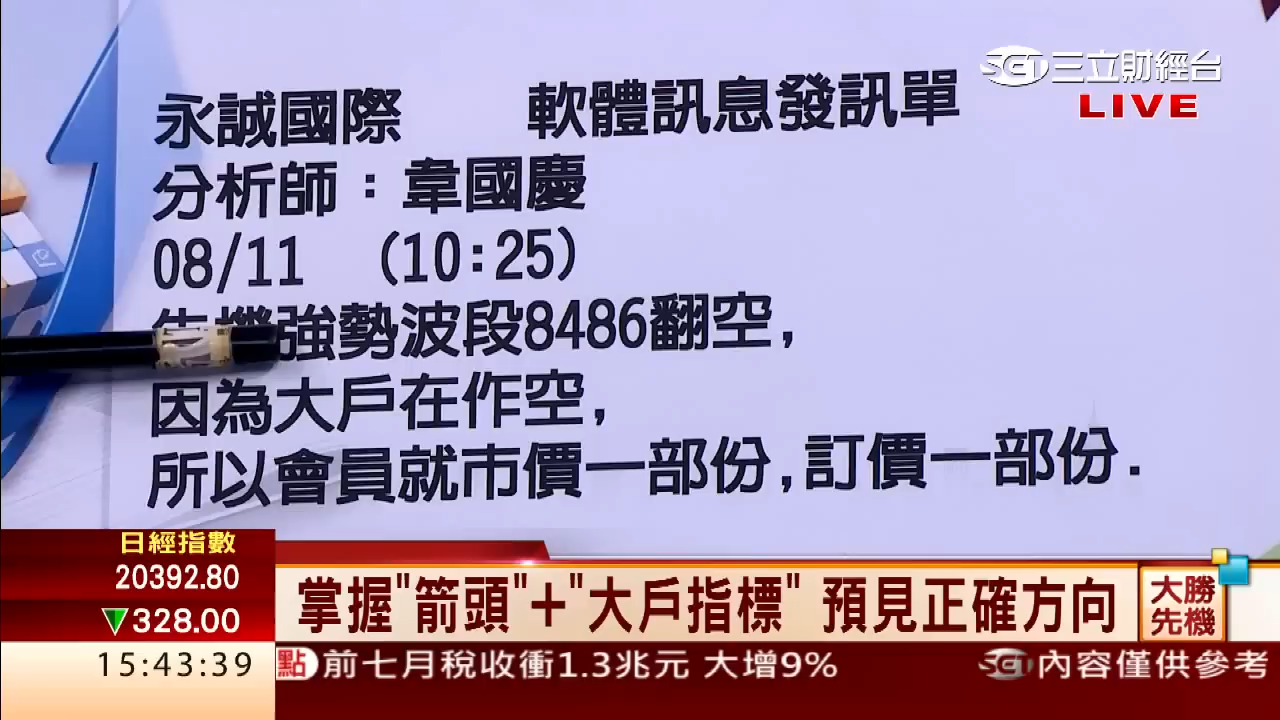 SET 三立財經台
LIVE
永誠國際 軟體訊息發訊單
分析師：韋國慶
08/11 (10:25)
強勢波段8486翻空,
因為大戶在作空,
所以會員就市價一部份,訂價一部份.
日經指數
20392.80
▼328.00
15:43:39
掌握"箭頭"+"大戶指標" 預見正確方向
大勝
先機
點 前七月稅收衝1.3兆元 大增9%
SET 內容僅供參考